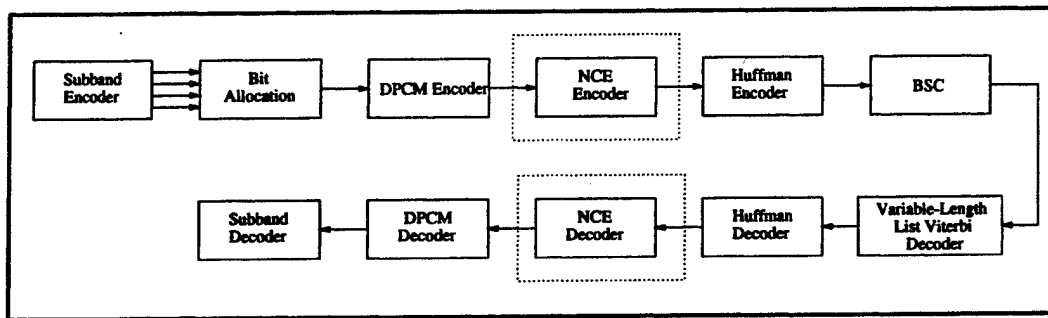 Subband
Encoder
Bit
Allocation
DPCM Encoder
NCE
Encoder
Huffman
Encoder
BSC
Subband
Decoder
DPCM
Decoder
NCE
Decoder
Huffman
Decoder
Variable-Length
List Viterbi
Decoder